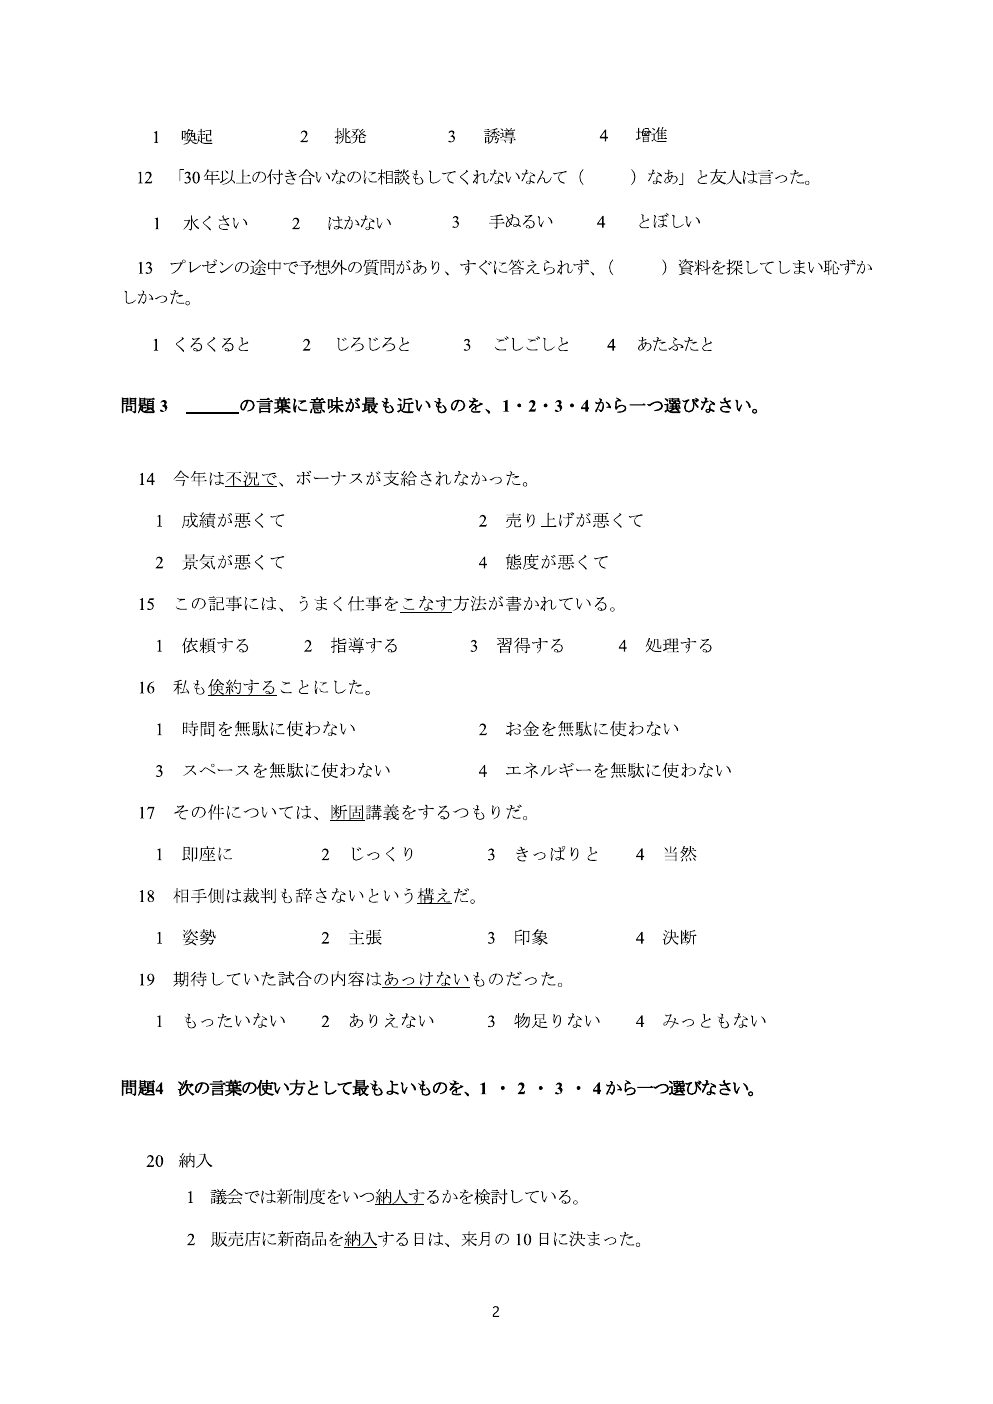 1 喚起 2 挑発 3 誘導 4 増進
12 「30年以上の付き合いなのに相談もしてくれないなんて（　　）なあ」と友人は言った。
1 水くさい 2 はかない 3 手ぬるい 4 とぼしい
13 プレゼンの途中で予想外の質問があり、すぐに答えられず、（　　）資料を探してしまい恥ずか
しかった。
1 くるくると 2 じろじろと 3 ごしごしと 4 あたふたと
問題3 ______の言葉に意味が最も近いものを、1・2・3・4から一つ選びなさい。
14 今年は不況で、ボーナスが支給されなかった。
1 成績が悪くて 2 売り上げが悪くて
2 景気が悪くて 4 態度が悪くて
15 この記事には、うまく仕事をこなす方法が書かれている。
1 依頼する 2 指導する 3 習得する 4 処理する
16 私も倹約することにした。
1 時間を無駄に使わない 2 お金を無駄に使わない
3 スペースを無駄に使わない 4 エネルギーを無駄に使わない
17 その件については、断固講義をするつもりだ。
1 即座に 2 じっくり 3 きっぱりと 4 当然
18 相手側は裁判も辞さないという構えだ。
1 姿勢 2 主張 3 印象 4 決断
19 期待していた試合の内容はあっけないものだった。
1 もったいない 2 ありえない 3 物足りない 4 みっともない
問題4 次の言葉の使い方として最もよいものを、1 ・ 2 ・ 3 ・ 4から一つ選びなさい。
20 納入
1 議会では新制度をいつ納人するかを検討している。
2 販売店に新商品を納入する日は、来月の10日に決まった。
2